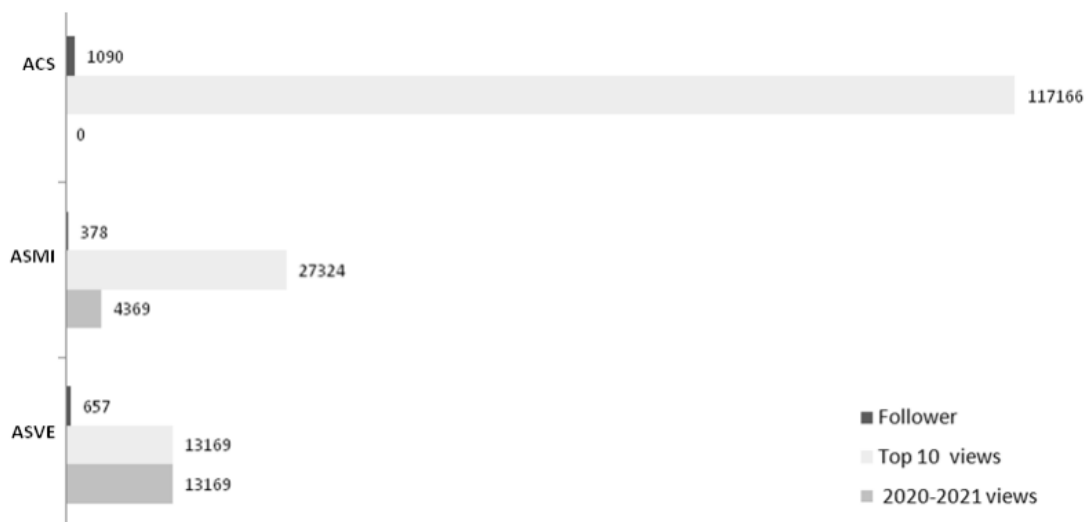 1090
ACS
117166
0
378
ASMI
27324
4369
657
ASVE
13169
13169
Follower
Top 10 views
2020-2021 views